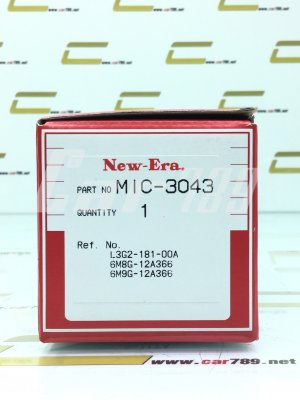 New-Era.
PART NO MIC-3043
QUANTITY 1
Ref. No.
L3G2-181-00A
6M8G-12A366
6M9G-12A366
Car789
www.car789.net